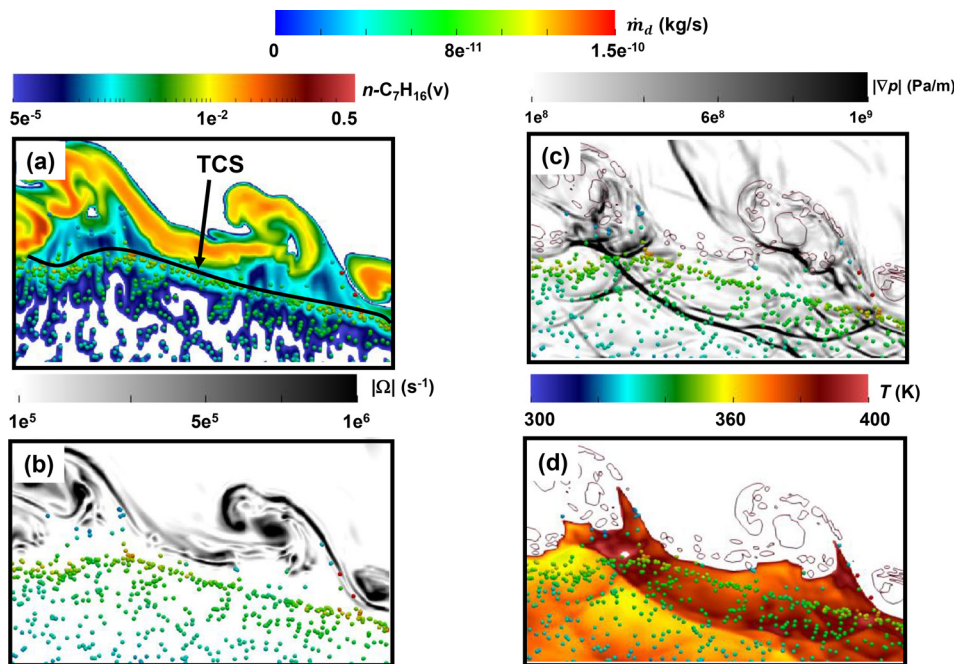 ṁd (kg/s)
0 8e-11 1.5e-10
n-C7H16(v)
5e-5 1e-2 0.5
|∇p| (Pa/m)
1e8 6e8 1e9
(a) TCS
(c)
|Ω| (s-1)
1e5 5e5 1e6
T (K)
300 360 400
(b)
(d)